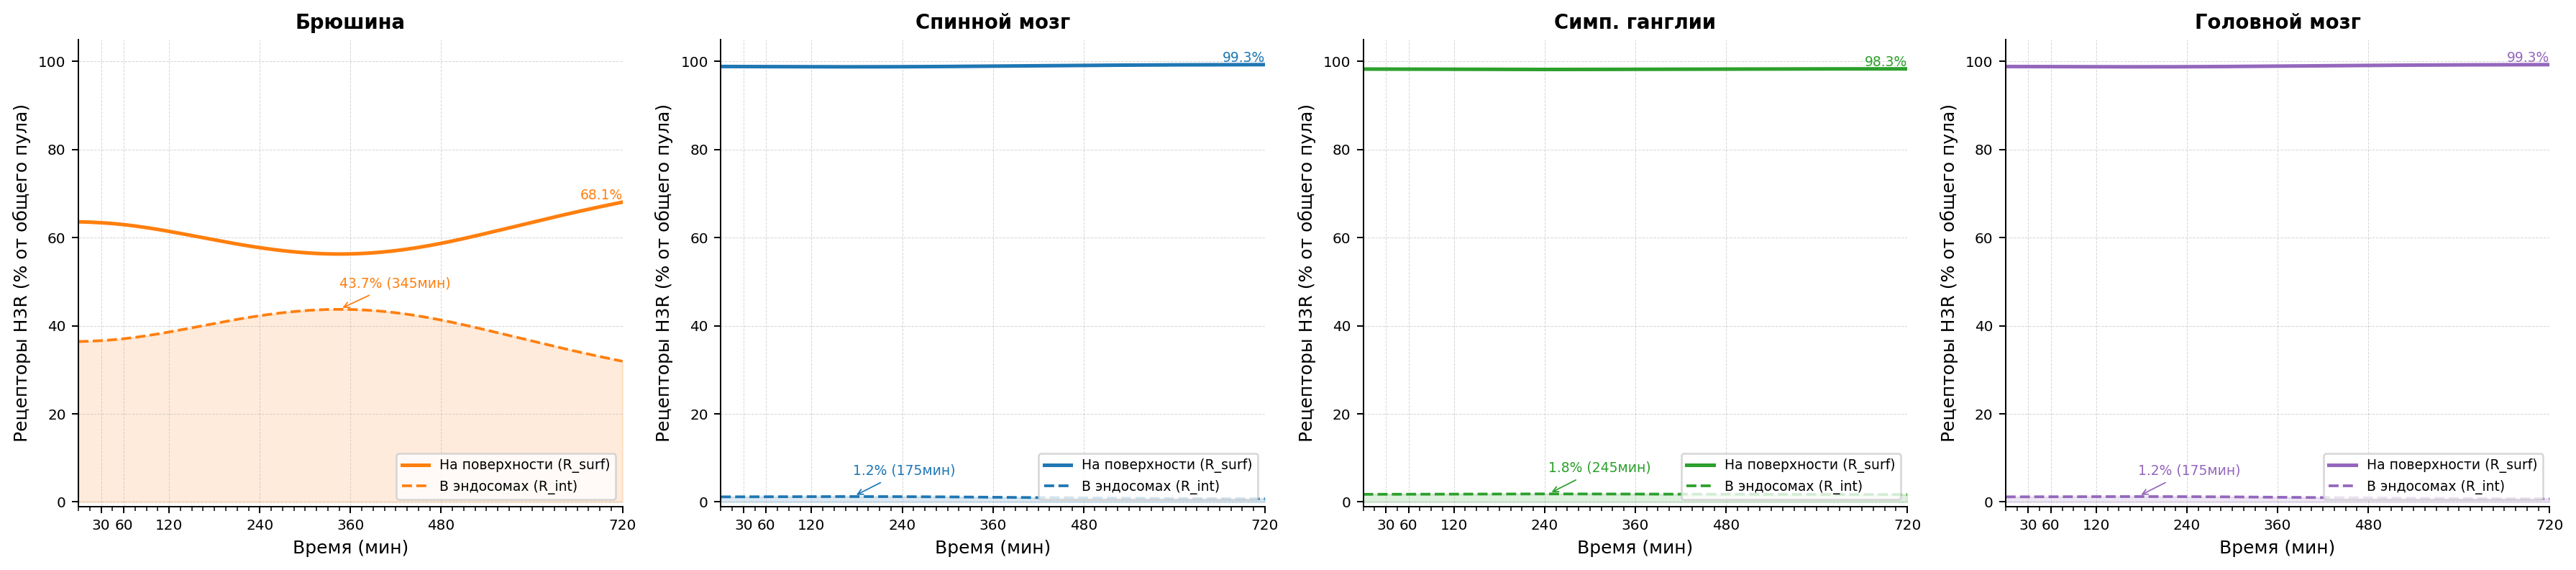 Брюшина
Рецепторы H3R (% от общего пула)
100
80
60
40
20
0
68.1%
43.7% (345мин)
На поверхности (R_surf)
В эндосомах (R_int)
30 60 120 240 360 480 720
Время (мин)
Спинной мозг
Рецепторы H3R (% от общего пула)
100
80
60
40
20
0
99.3%
1.2% (175мин)
На поверхности (R_surf)
В эндосомах (R_int)
30 60 120 240 360 480 720
Время (мин)
Симп. ганглии
Рецепторы H3R (% от общего пула)
100
80
60
40
20
0
98.3%
1.8% (245мин)
На поверхности (R_surf)
В эндосомах (R_int)
30 60 120 240 360 480 720
Время (мин)
Головной мозг
Рецепторы H3R (% от общего пула)
100
80
60
40
20
0
99.3%
1.2% (175мин)
На поверхности (R_surf)
В эндосомах (R_int)
30 60 120 240 360 480 720
Время (мин)